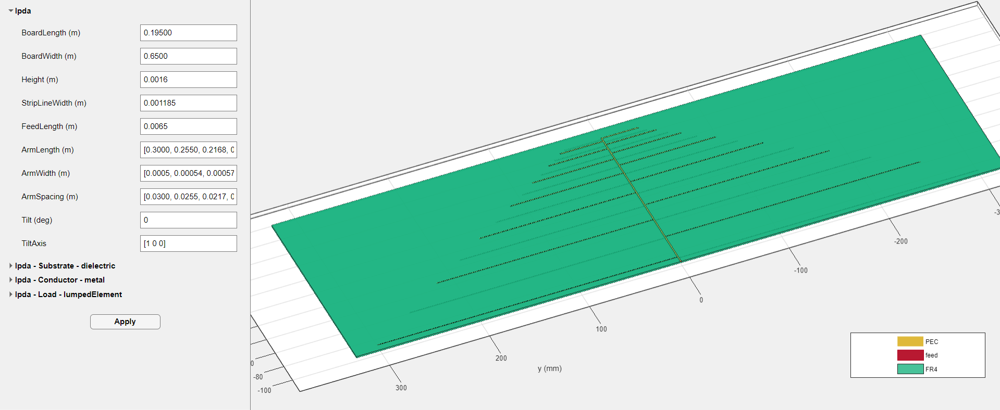 lpda
BoardLength (m) 0.19500
BoardWidth (m) 0.6500
Height (m) 0.0016
StripLineWidth (m) 0.001185
FeedLength (m) 0.0065
ArmLength (m) [0.3000, 0.2550, 0.2168, 0
ArmWidth (m) [0.0005, 0.00054, 0.00057
ArmSpacing (m) [0.0300, 0.0255, 0.0217, 0
Tilt (deg) 0
TiltAxis [1 0 0]
lpda - Substrate - dielectric
lpda - Conductor - metal
lpda - Load - lumpedElement
Apply
-3
-200
-100
0
100
200
300
y (mm)
0
-80
-100
PEC
feed
FR4